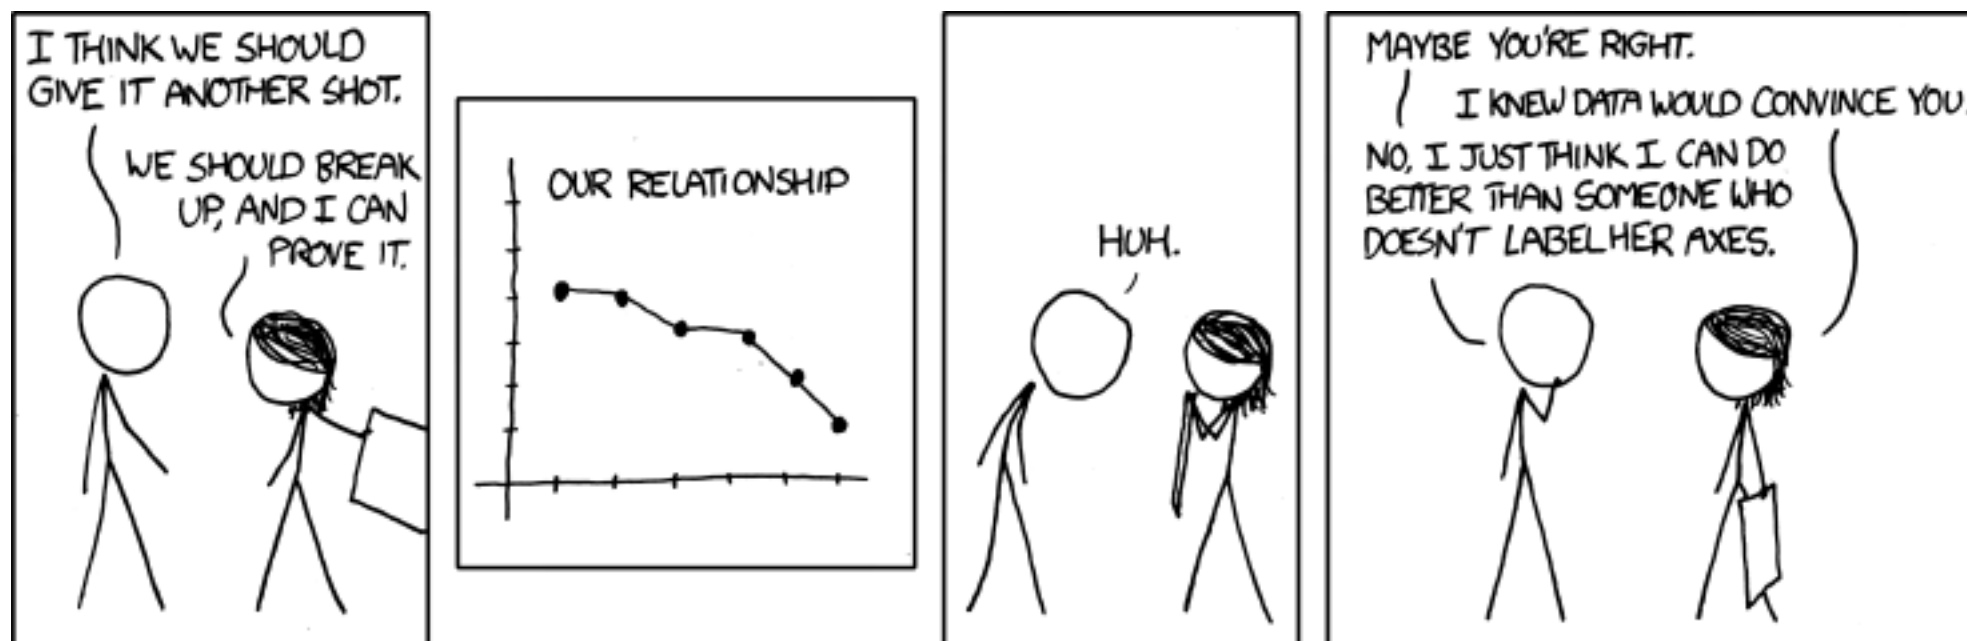 I THINK WE SHOULD
GIVE IT ANOTHER SHOT.
WE SHOULD BREAK
UP, AND I CAN
PROVE IT.
OUR RELATIONSHIP
HUH.
MAYBE YOU'RE RIGHT.
I KNEW DATA WOULD CONVINCE YOU.
NO, I JUST THINK I CAN DO
BETTER THAN SOMEONE WHO
DOESN'T LABEL HER AXES.